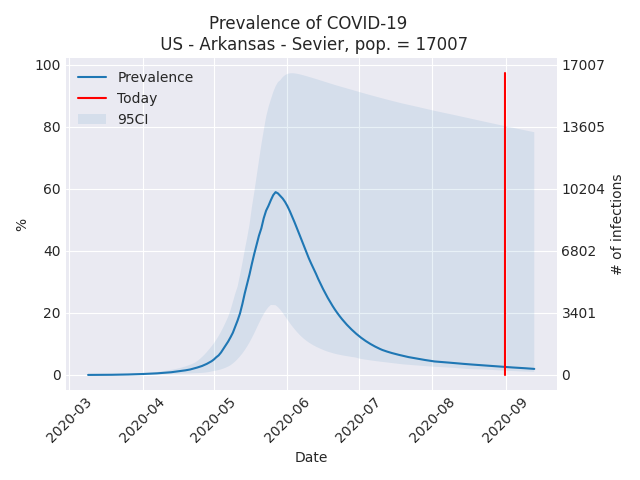 Prevalence of COVID-19
US - Arkansas - Sevier, pop. = 17007
100
80
60
40
20
0
%
Prevalence
Today
95CI
17007
13605
10204
6802
3401
0
# of infections
2020-03
2020-04
2020-05
2020-06
2020-07
2020-08
2020-09
Date